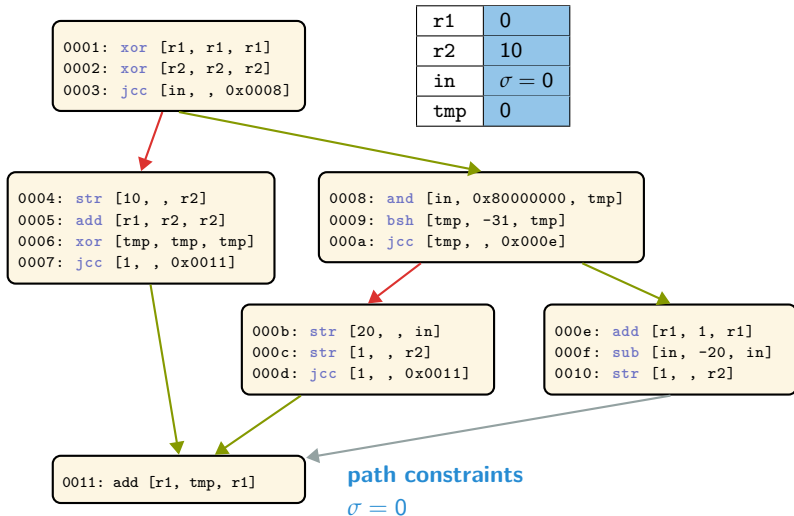 0001: xor [r1, r1, r1]
0002: xor [r2, r2, r2]
0003: jcc [in, , 0x0008]
r1 0
r2 10
in σ = 0
tmp 0
0004: str [10, , r2]
0005: add [r1, r2, r2]
0006: xor [tmp, tmp, tmp]
0007: jcc [1, , 0x0011]
0008: and [in, 0x80000000, tmp]
0009: bsh [tmp, -31, tmp]
000a: jcc [tmp, , 0x000e]
000b: str [20, , in]
000c: str [1, , r2]
000d: jcc [1, , 0x0011]
000e: add [r1, 1, r1]
000f: sub [in, -20, in]
0010: str [1, , r2]
0011: add [r1, tmp, r1]
path constraints
σ = 0